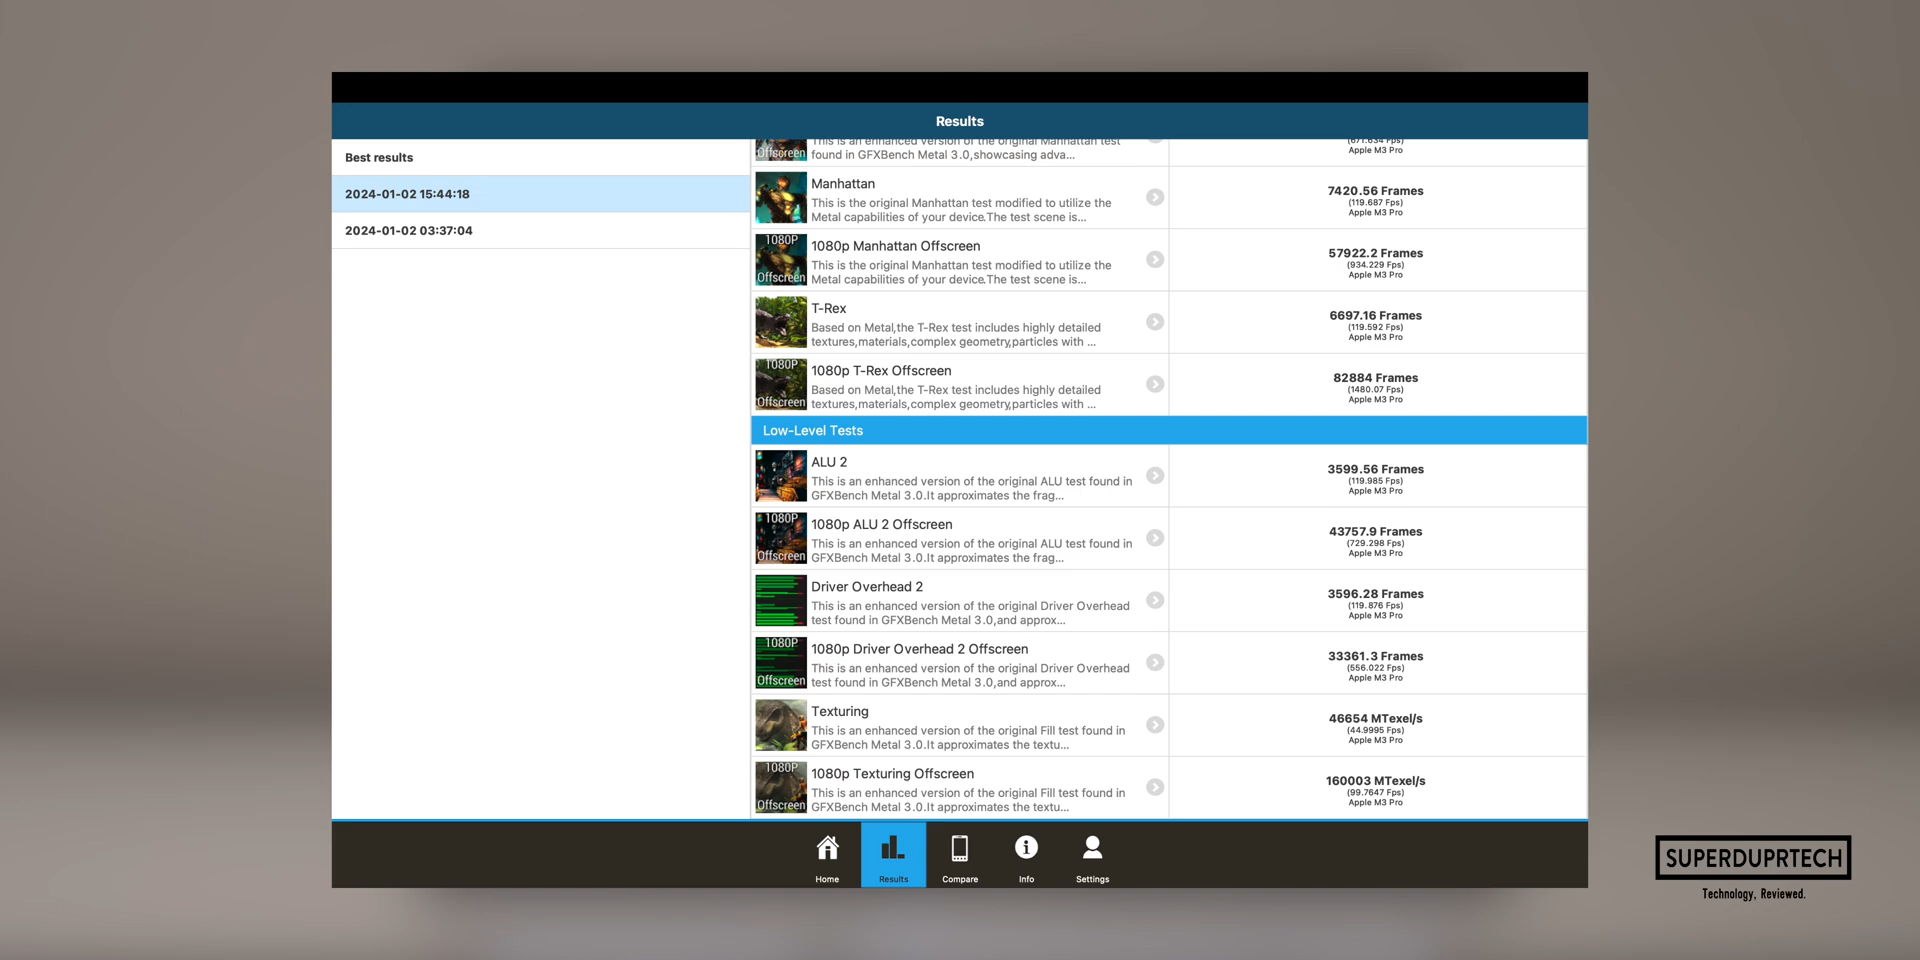 Results
Best results
2024-01-02 15:44:18
2024-01-02 03:37:04
Offscreen
This is an enhanced version of the original Manhattan test
found in GFXBench Metal 3.0,showcasing adva...
(671.634 Fps)
Apple M3 Pro
Manhattan
This is the original Manhattan test modified to utilize the
Metal capabilities of your device.The test scene is...
7420.56 Frames
(119.687 Fps)
Apple M3 Pro
1080P
Offscreen
1080p Manhattan Offscreen
This is the original Manhattan test modified to utilize the
Metal capabilities of your device.The test scene is...
57922.2 Frames
(934.229 Fps)
Apple M3 Pro
T-Rex
Based on Metal,the T-Rex test includes highly detailed
textures,materials,complex geometry,particles with ...
6697.16 Frames
(119.592 Fps)
Apple M3 Pro
1080P
Offscreen
1080p T-Rex Offscreen
Based on Metal,the T-Rex test includes highly detailed
textures,materials,complex geometry,particles with ...
82884 Frames
(1480.07 Fps)
Apple M3 Pro
Low-Level Tests
ALU 2
This is an enhanced version of the original ALU test found in
GFXBench Metal 3.0.It approximates the frag...
3599.56 Frames
(119.985 Fps)
Apple M3 Pro
1080P
Offscreen
1080p ALU 2 Offscreen
This is an enhanced version of the original ALU test found in
GFXBench Metal 3.0.It approximates the frag...
43757.9 Frames
(729.298 Fps)
Apple M3 Pro
Driver Overhead 2
This is an enhanced version of the original Driver Overhead
test found in GFXBench Metal 3.0,and approx...
3596.28 Frames
(119.876 Fps)
Apple M3 Pro
1080P
Offscreen
1080p Driver Overhead 2 Offscreen
This is an enhanced version of the original Driver Overhead
test found in GFXBench Metal 3.0,and approx...
33361.3 Frames
(556.022 Fps)
Apple M3 Pro
Texturing
This is an enhanced version of the original Fill test found in
GFXBench Metal 3.0.It approximates the textu...
46654 MTexel/s
(44.9995 Fps)
Apple M3 Pro
1080P
Offscreen
1080p Texturing Offscreen
This is an enhanced version of the original Fill test found in
GFXBench Metal 3.0.It approximates the textu...
160003 MTexel/s
(99.7647 Fps)
Apple M3 Pro
Home
Results
Compare
Info
Settings
SUPERDUPRTECH
Technology, Reviewed.